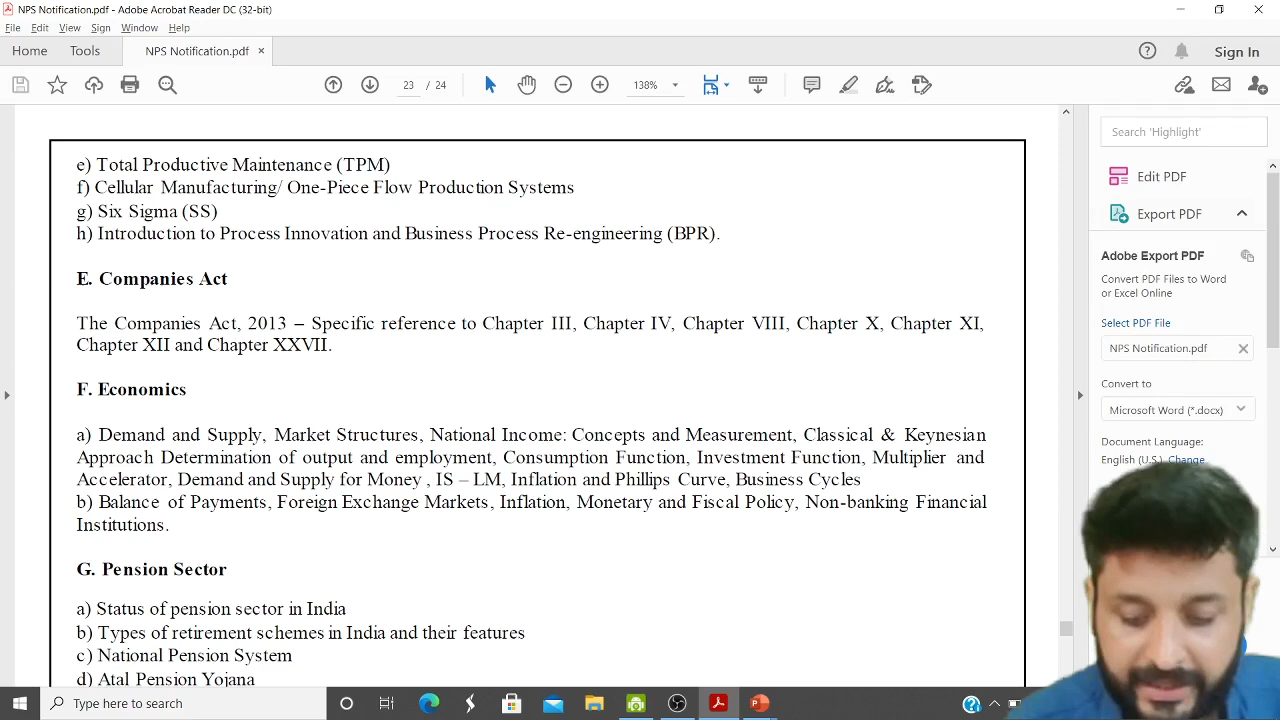 NPS Notification.pdf - Adobe Acrobat Reader DC (32-bit)
File Edit View Sign Window Help
Home Tools NPS Notification.pdf × Sign In
23 / 24 138%
e) Total Productive Maintenance (TPM)
f) Cellular Manufacturing/ One-Piece Flow Production Systems
g) Six Sigma (SS)
h) Introduction to Process Innovation and Business Process Re-engineering (BPR).
E. Companies Act
The Companies Act, 2013 – Specific reference to Chapter III, Chapter IV, Chapter VIII, Chapter X, Chapter XI,
Chapter XII and Chapter XXVII.
F. Economics
a) Demand and Supply, Market Structures, National Income: Concepts and Measurement, Classical & Keynesian
Approach Determination of output and employment, Consumption Function, Investment Function, Multiplier and
Accelerator, Demand and Supply for Money , IS – LM, Inflation and Phillips Curve, Business Cycles
b) Balance of Payments, Foreign Exchange Markets, Inflation, Monetary and Fiscal Policy, Non-banking Financial
Institutions.
G. Pension Sector
a) Status of pension sector in India
b) Types of retirement schemes in India and their features
c) National Pension System
d) Atal Pension Yojana
Search 'Highlight'
Edit PDF
Export PDF
Adobe Export PDF
Convert PDF Files to Word
or Excel Online
Select PDF File
NPS Notification.pdf
Convert to
Microsoft Word (*.docx)
Document Language:
English (U.S.) Change
Type here to search